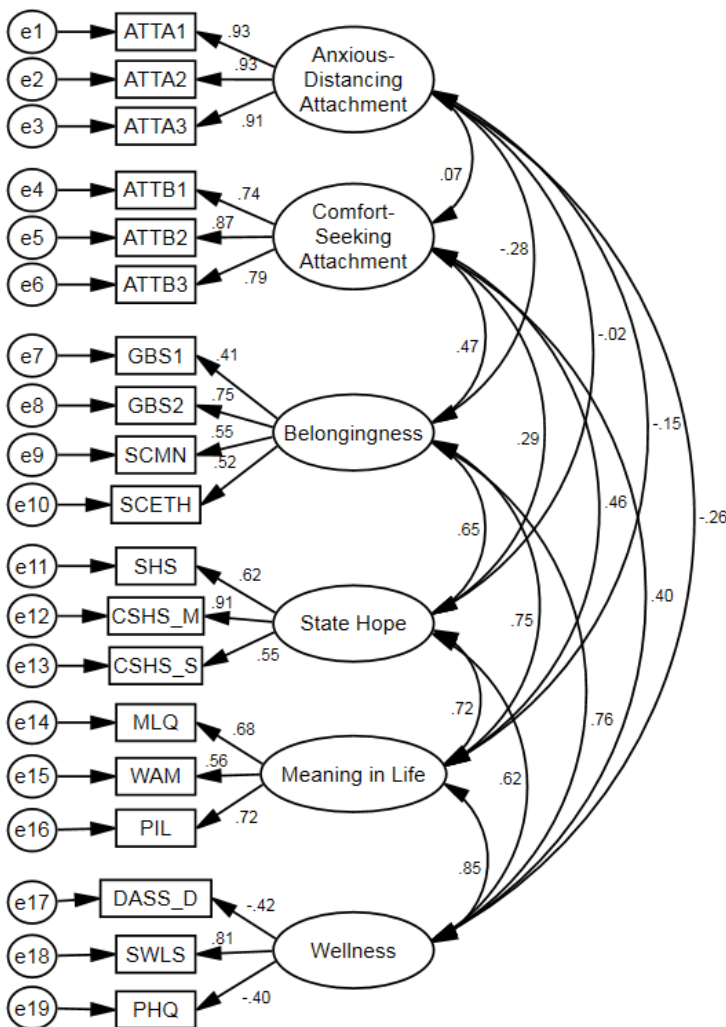 e1 ATTA1 .93
e2 ATTA2 .93
e3 ATTA3 .91
Anxious-
Distancing
Attachment
.07
e4 ATTB1 .74
e5 ATTB2 .87
e6 ATTB3 .79
Comfort-
Seeking
Attachment
-.28
e7 GBS1 .41
e8 GBS2 .75
e9 SCMN .55
e10 SCETH .52
Belongingness
.47
-.02
.29
-.15
.46
-.26
e11 SHS .62
e12 CSHS_M .91
e13 CSHS_S .55
State Hope
.65
.40
.75
e14 MLQ .68
e15 WAM .56
e16 PIL .72
Meaning in Life
.72
.76
.62
e17 DASS_D -.42
e18 SWLS .81
e19 PHQ -.40
Wellness
.85